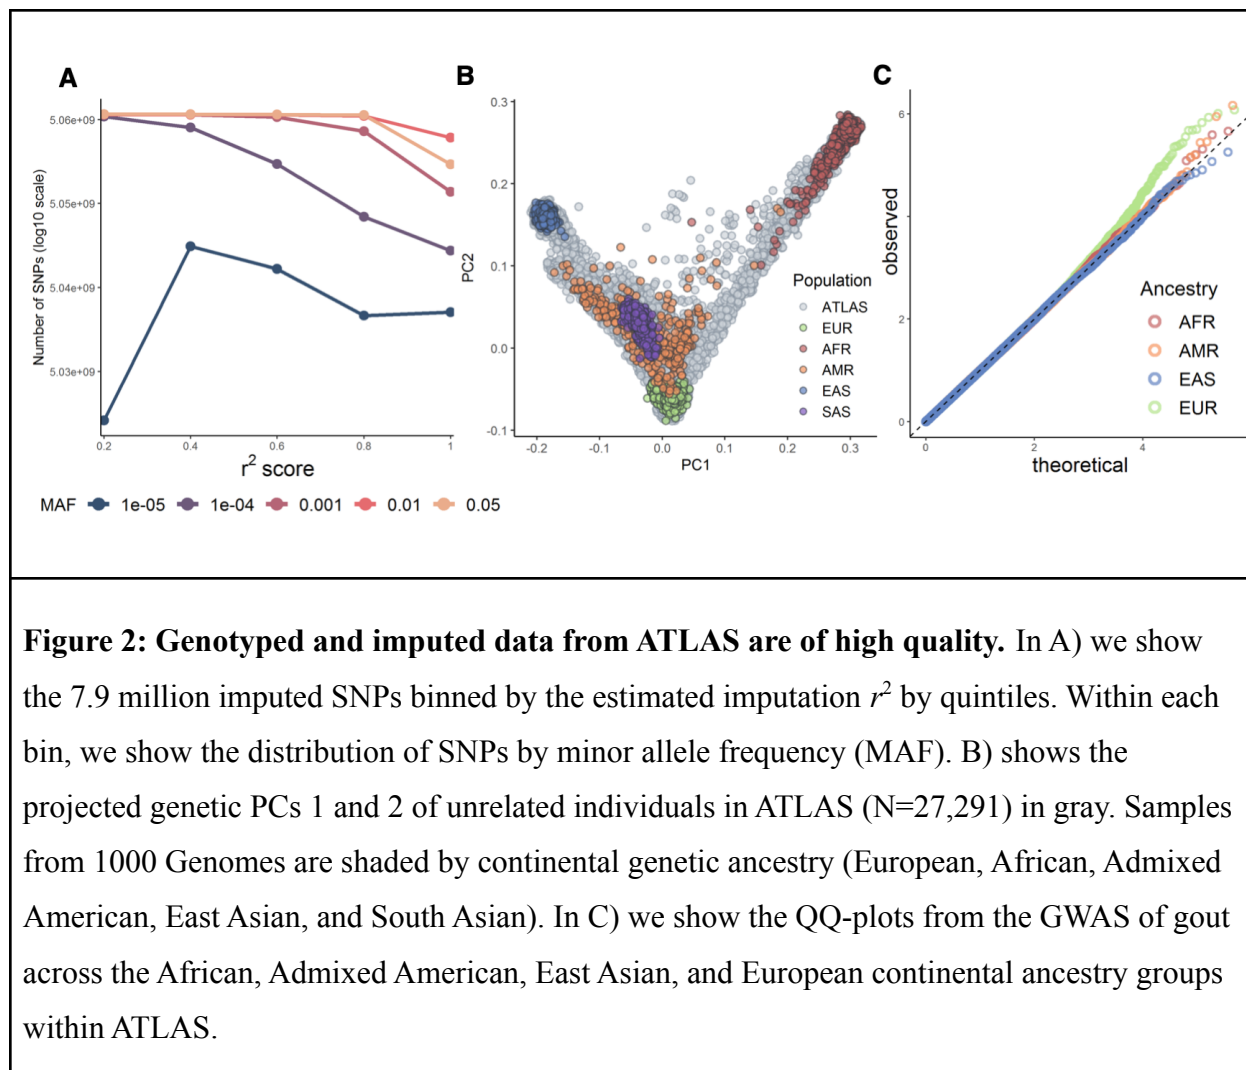 A
B
C
Number of SNPs (log10 scale)
5.06e+09
5.05e+09
5.04e+09
5.03e+09
0.2 0.4 0.6 0.8 1
r² score
MAF 1e-05 1e-04 0.001 0.01 0.05
PC2
0.3
0.2
0.1
0.0
-0.1
-0.2 -0.1 0.0 0.1 0.2 0.3
PC1
Population
ATLAS
EUR
AFR
AMR
EAS
SAS
observed
6
2
0
0 2 4
theoretical
Ancestry
AFR
AMR
EAS
EUR
Figure 2: Genotyped and imputed data from ATLAS are of high quality. In A) we show
the 7.9 million imputed SNPs binned by the estimated imputation r² by quintiles. Within each
bin, we show the distribution of SNPs by minor allele frequency (MAF). B) shows the
projected genetic PCs 1 and 2 of unrelated individuals in ATLAS (N=27,291) in gray. Samples
from 1000 Genomes are shaded by continental genetic ancestry (European, African, Admixed
American, East Asian, and South Asian). In C) we show the QQ-plots from the GWAS of gout
across the African, Admixed American, East Asian, and European continental ancestry groups
within ATLAS.